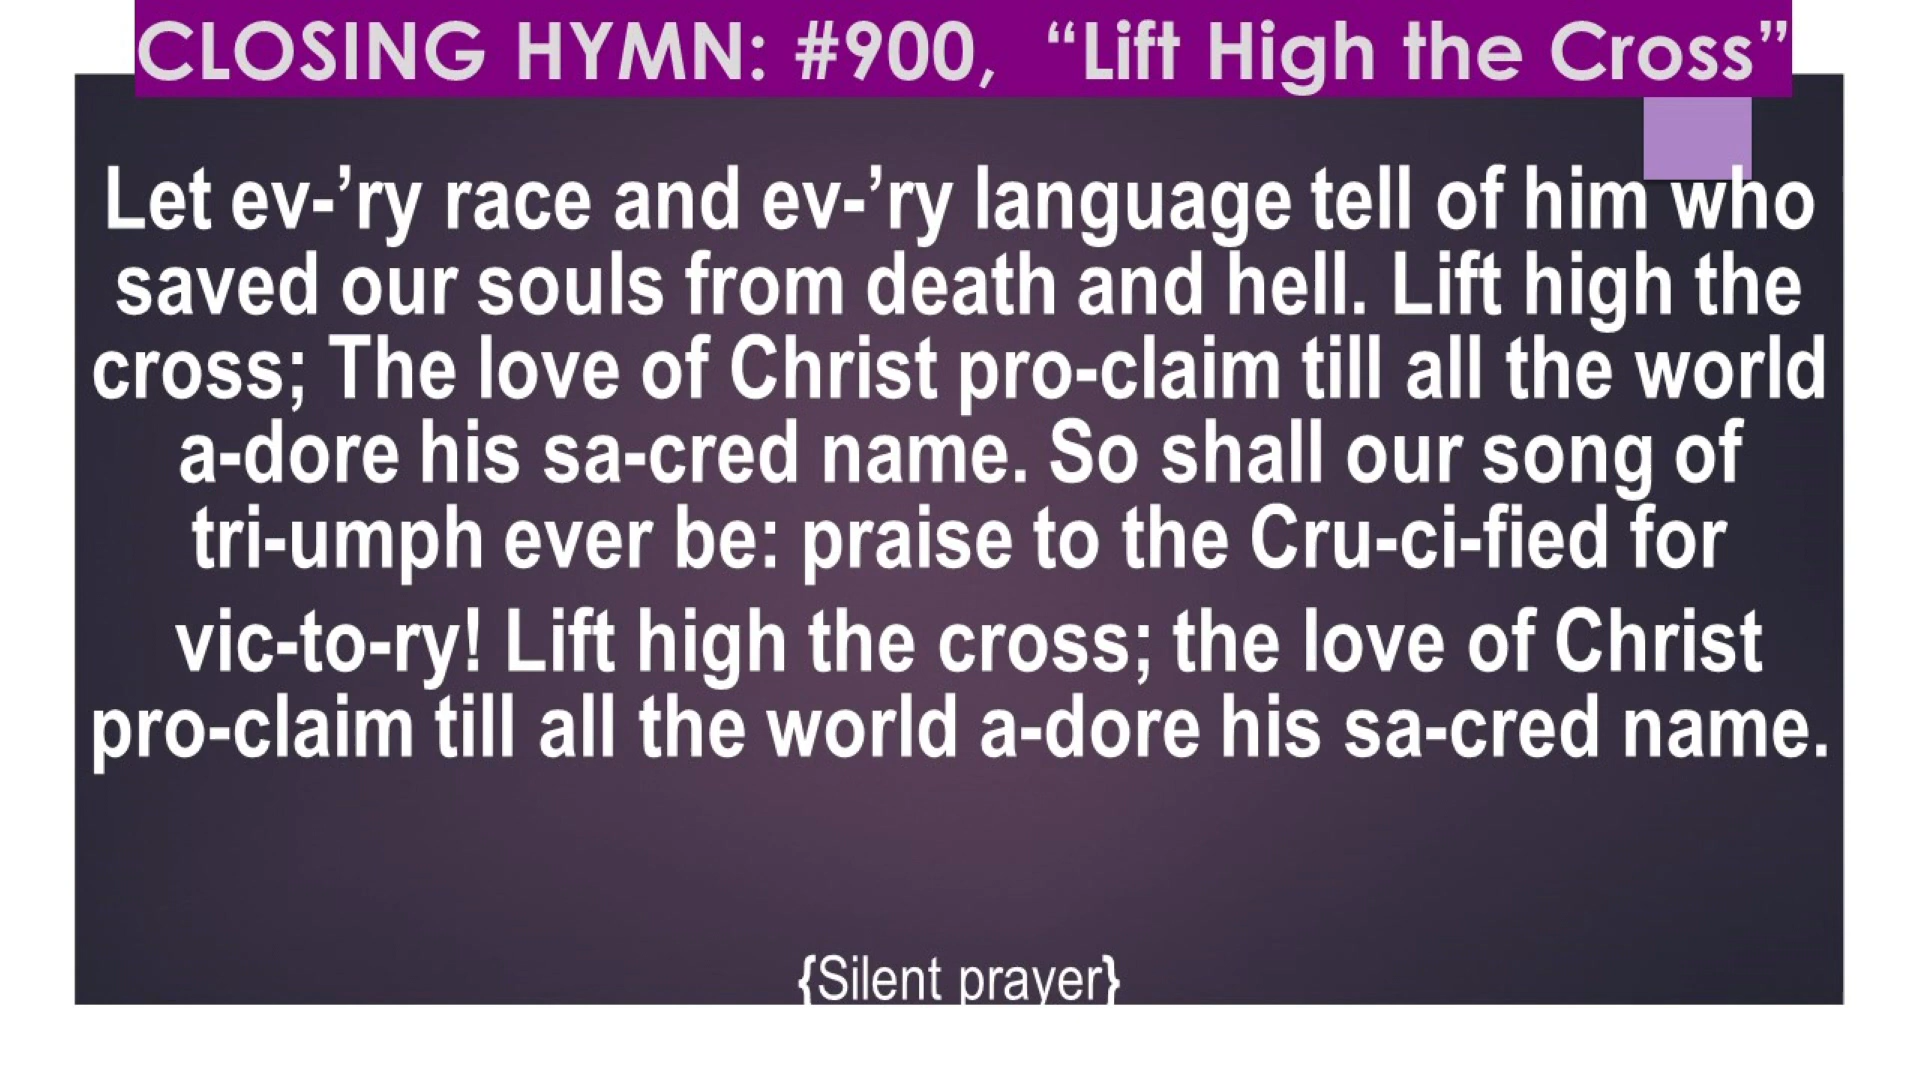 CLOSING HYMN: #900, “Lift High the Cross”
Let ev-’ry race and ev-’ry language tell of him who
saved our souls from death and hell. Lift high the
cross; The love of Christ pro-claim till all the world
a-dore his sa-cred name. So shall our song of
tri-umph ever be: praise to the Cru-ci-fied for
vic-to-ry! Lift high the cross; the love of Christ
pro-claim till all the world a-dore his sa-cred name.
{Silent prayer}